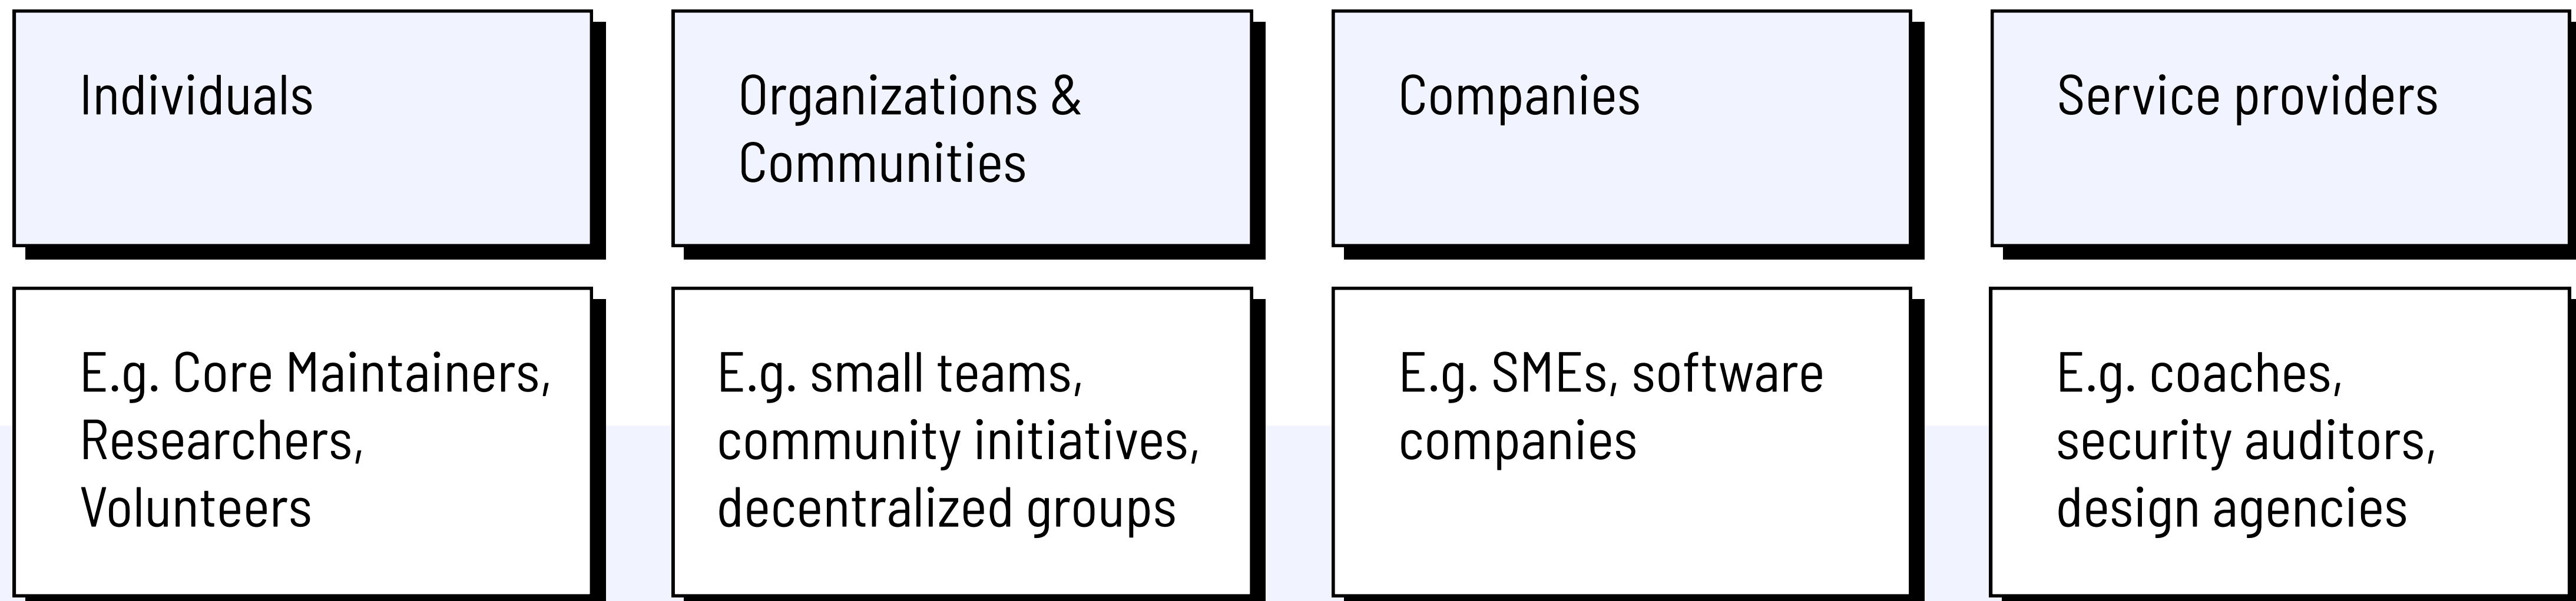 Individuals
Organizations &
Communities
Companies
Service providers
E.g. Core Maintainers,
Researchers,
Volunteers
E.g. small teams,
community initiatives,
decentralized groups
E.g. SMEs, software
companies
E.g. coaches,
security auditors,
design agencies